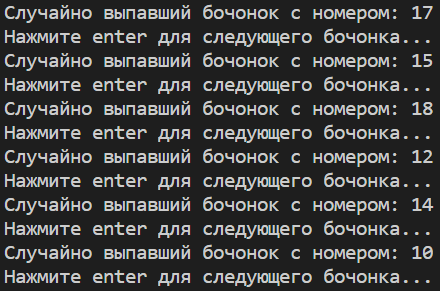 Случайно выпавший бочонок с номером: 17
Нажмите enter для следующего бочонка...
Случайно выпавший бочонок с номером: 15
Нажмите enter для следующего бочонка...
Случайно выпавший бочонок с номером: 18
Нажмите enter для следующего бочонка...
Случайно выпавший бочонок с номером: 12
Нажмите enter для следующего бочонка...
Случайно выпавший бочонок с номером: 14
Нажмите enter для следующего бочонка...
Случайно выпавший бочонок с номером: 10
Нажмите enter для следующего бочонка...